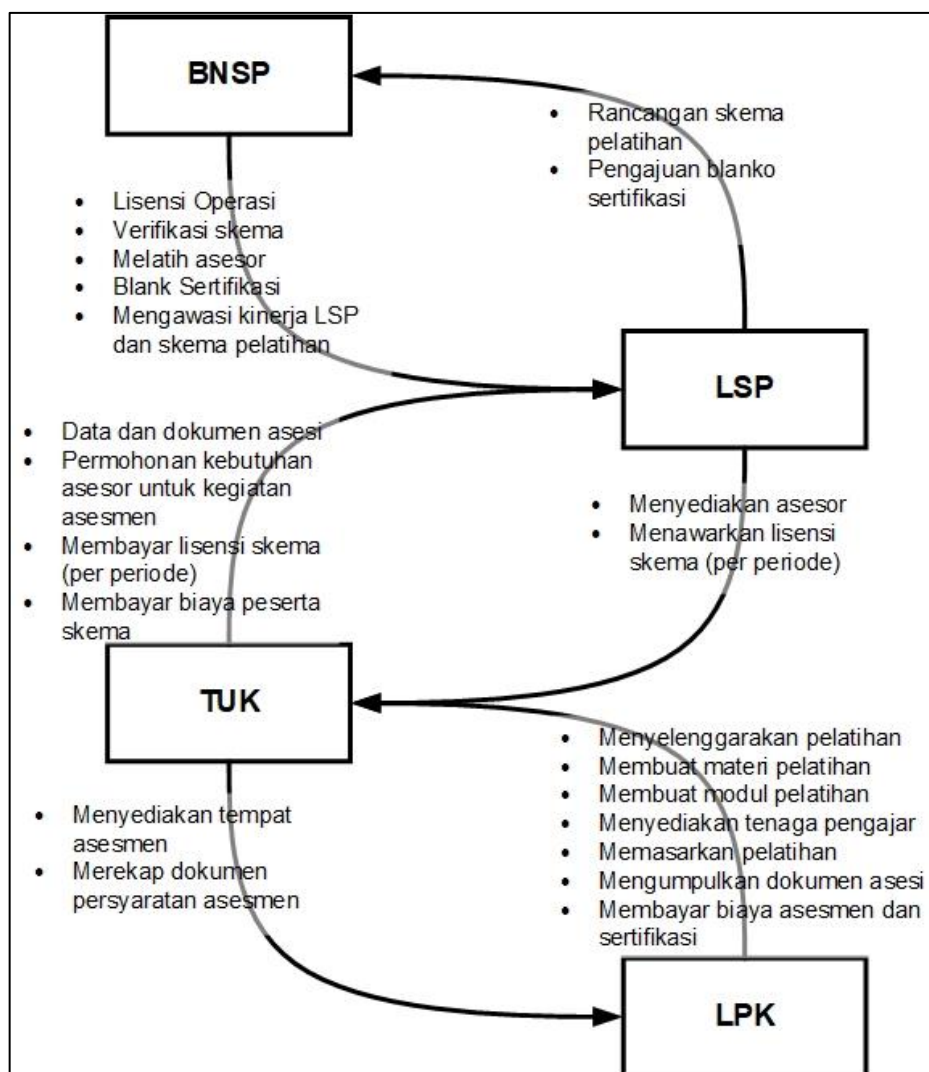 BNSP
• Rancangan skema
pelatihan
• Pengajuan blanko
sertifikasi
• Lisensi Operasi
• Verifikasi skema
• Melatih asesor
• Blank Sertifikasi
• Mengawasi kinerja LSP
dan skema pelatihan
LSP
• Data dan dokumen asesi
• Permohonan kebutuhan
asesor untuk kegiatan
asesmen
• Membayar lisensi skema
(per periode)
• Membayar biaya peserta
skema
• Menyediakan asesor
• Menawarkan lisensi
skema (per periode)
TUK
• Menyelenggarakan pelatihan
• Membuat materi pelatihan
• Membuat modul pelatihan
• Menyediakan tenaga pengajar
• Memasarkan pelatihan
• Mengumpulkan dokumen asesi
• Membayar biaya asesmen dan
sertifikasi
• Menyediakan tempat
asesmen
• Merekap dokumen
persyaratan asesmen
LPK